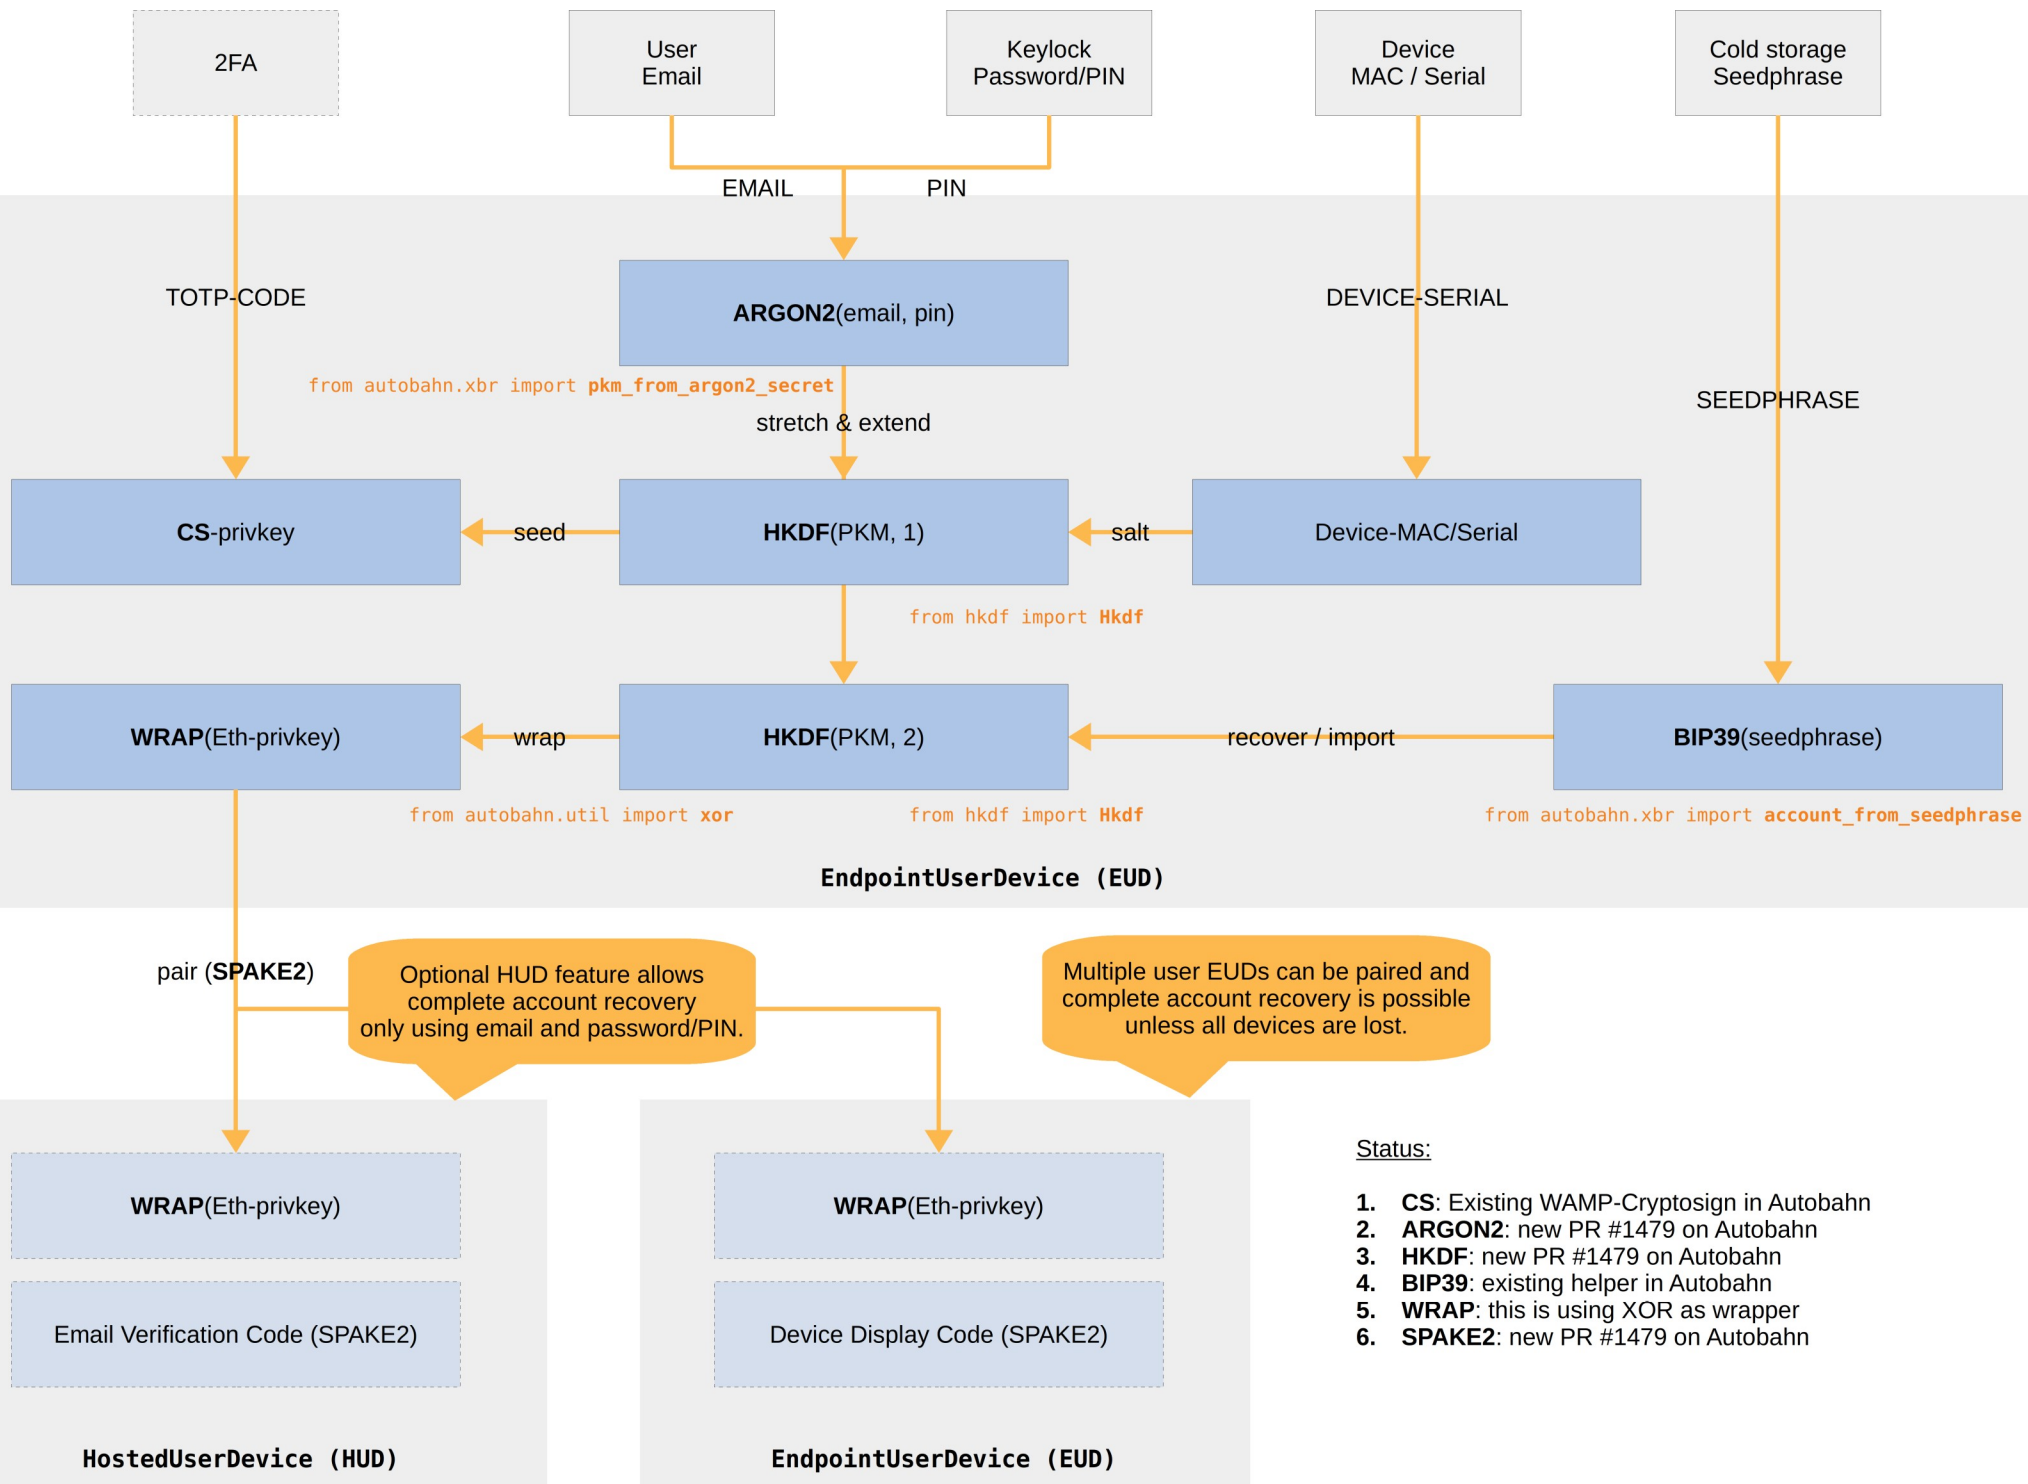 2FA
User
Email
Keylock
Password/PIN
Device
MAC / Serial
Cold storage
Seedphrase
EMAIL
PIN
TOTP-CODE
ARGON2(email, pin)
DEVICE-SERIAL
from autobahn.xbr import pkm_from_argon2_secret
SEEDPHRASE
stretch & extend
CS-privkey
seed
HKDF(PKM, 1)
salt
Device-MAC/Serial
from hkdf import Hkdf
WRAP(Eth-privkey)
wrap
HKDF(PKM, 2)
recover / import
BIP39(seedphrase)
from autobahn.util import xor
from hkdf import Hkdf
from autobahn.xbr import account_from_seedphrase
EndpointUserDevice (EUD)
pair (SPAKE2)
Optional HUD feature allows
complete account recovery
only using email and password/PIN.
Multiple user EUDs can be paired and
complete account recovery is possible
unless all devices are lost.
WRAP(Eth-privkey)
Email Verification Code (SPAKE2)
HostedUserDevice (HUD)
WRAP(Eth-privkey)
Device Display Code (SPAKE2)
EndpointUserDevice (EUD)
Status:
1. CS: Existing WAMP-Cryptosign in Autobahn
2. ARGON2: new PR #1479 on Autobahn
3. HKDF: new PR #1479 on Autobahn
4. BIP39: existing helper in Autobahn
5. WRAP: this is using XOR as wrapper
6. SPAKE2: new PR #1479 on Autobahn